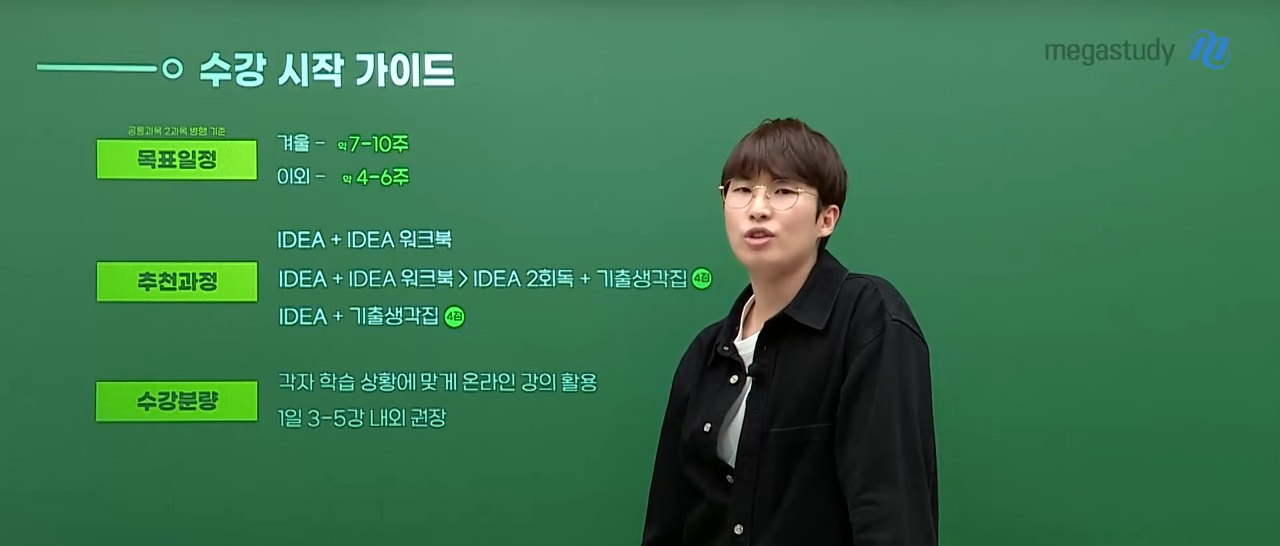 megastudy
수강 시작 가이드
공통과목 2과목 병행 기준
목표일정
겨울 - 약 7-10주
이외 - 약 4-6주
추천과정
IDEA + IDEA 워크북
IDEA + IDEA 워크북 > IDEA 2회독 + 기출생각집 4점
IDEA + 기출생각집 4점
수강분량
각자 학습 상황에 맞게 온라인 강의 활용
1일 3-5강 내외 권장